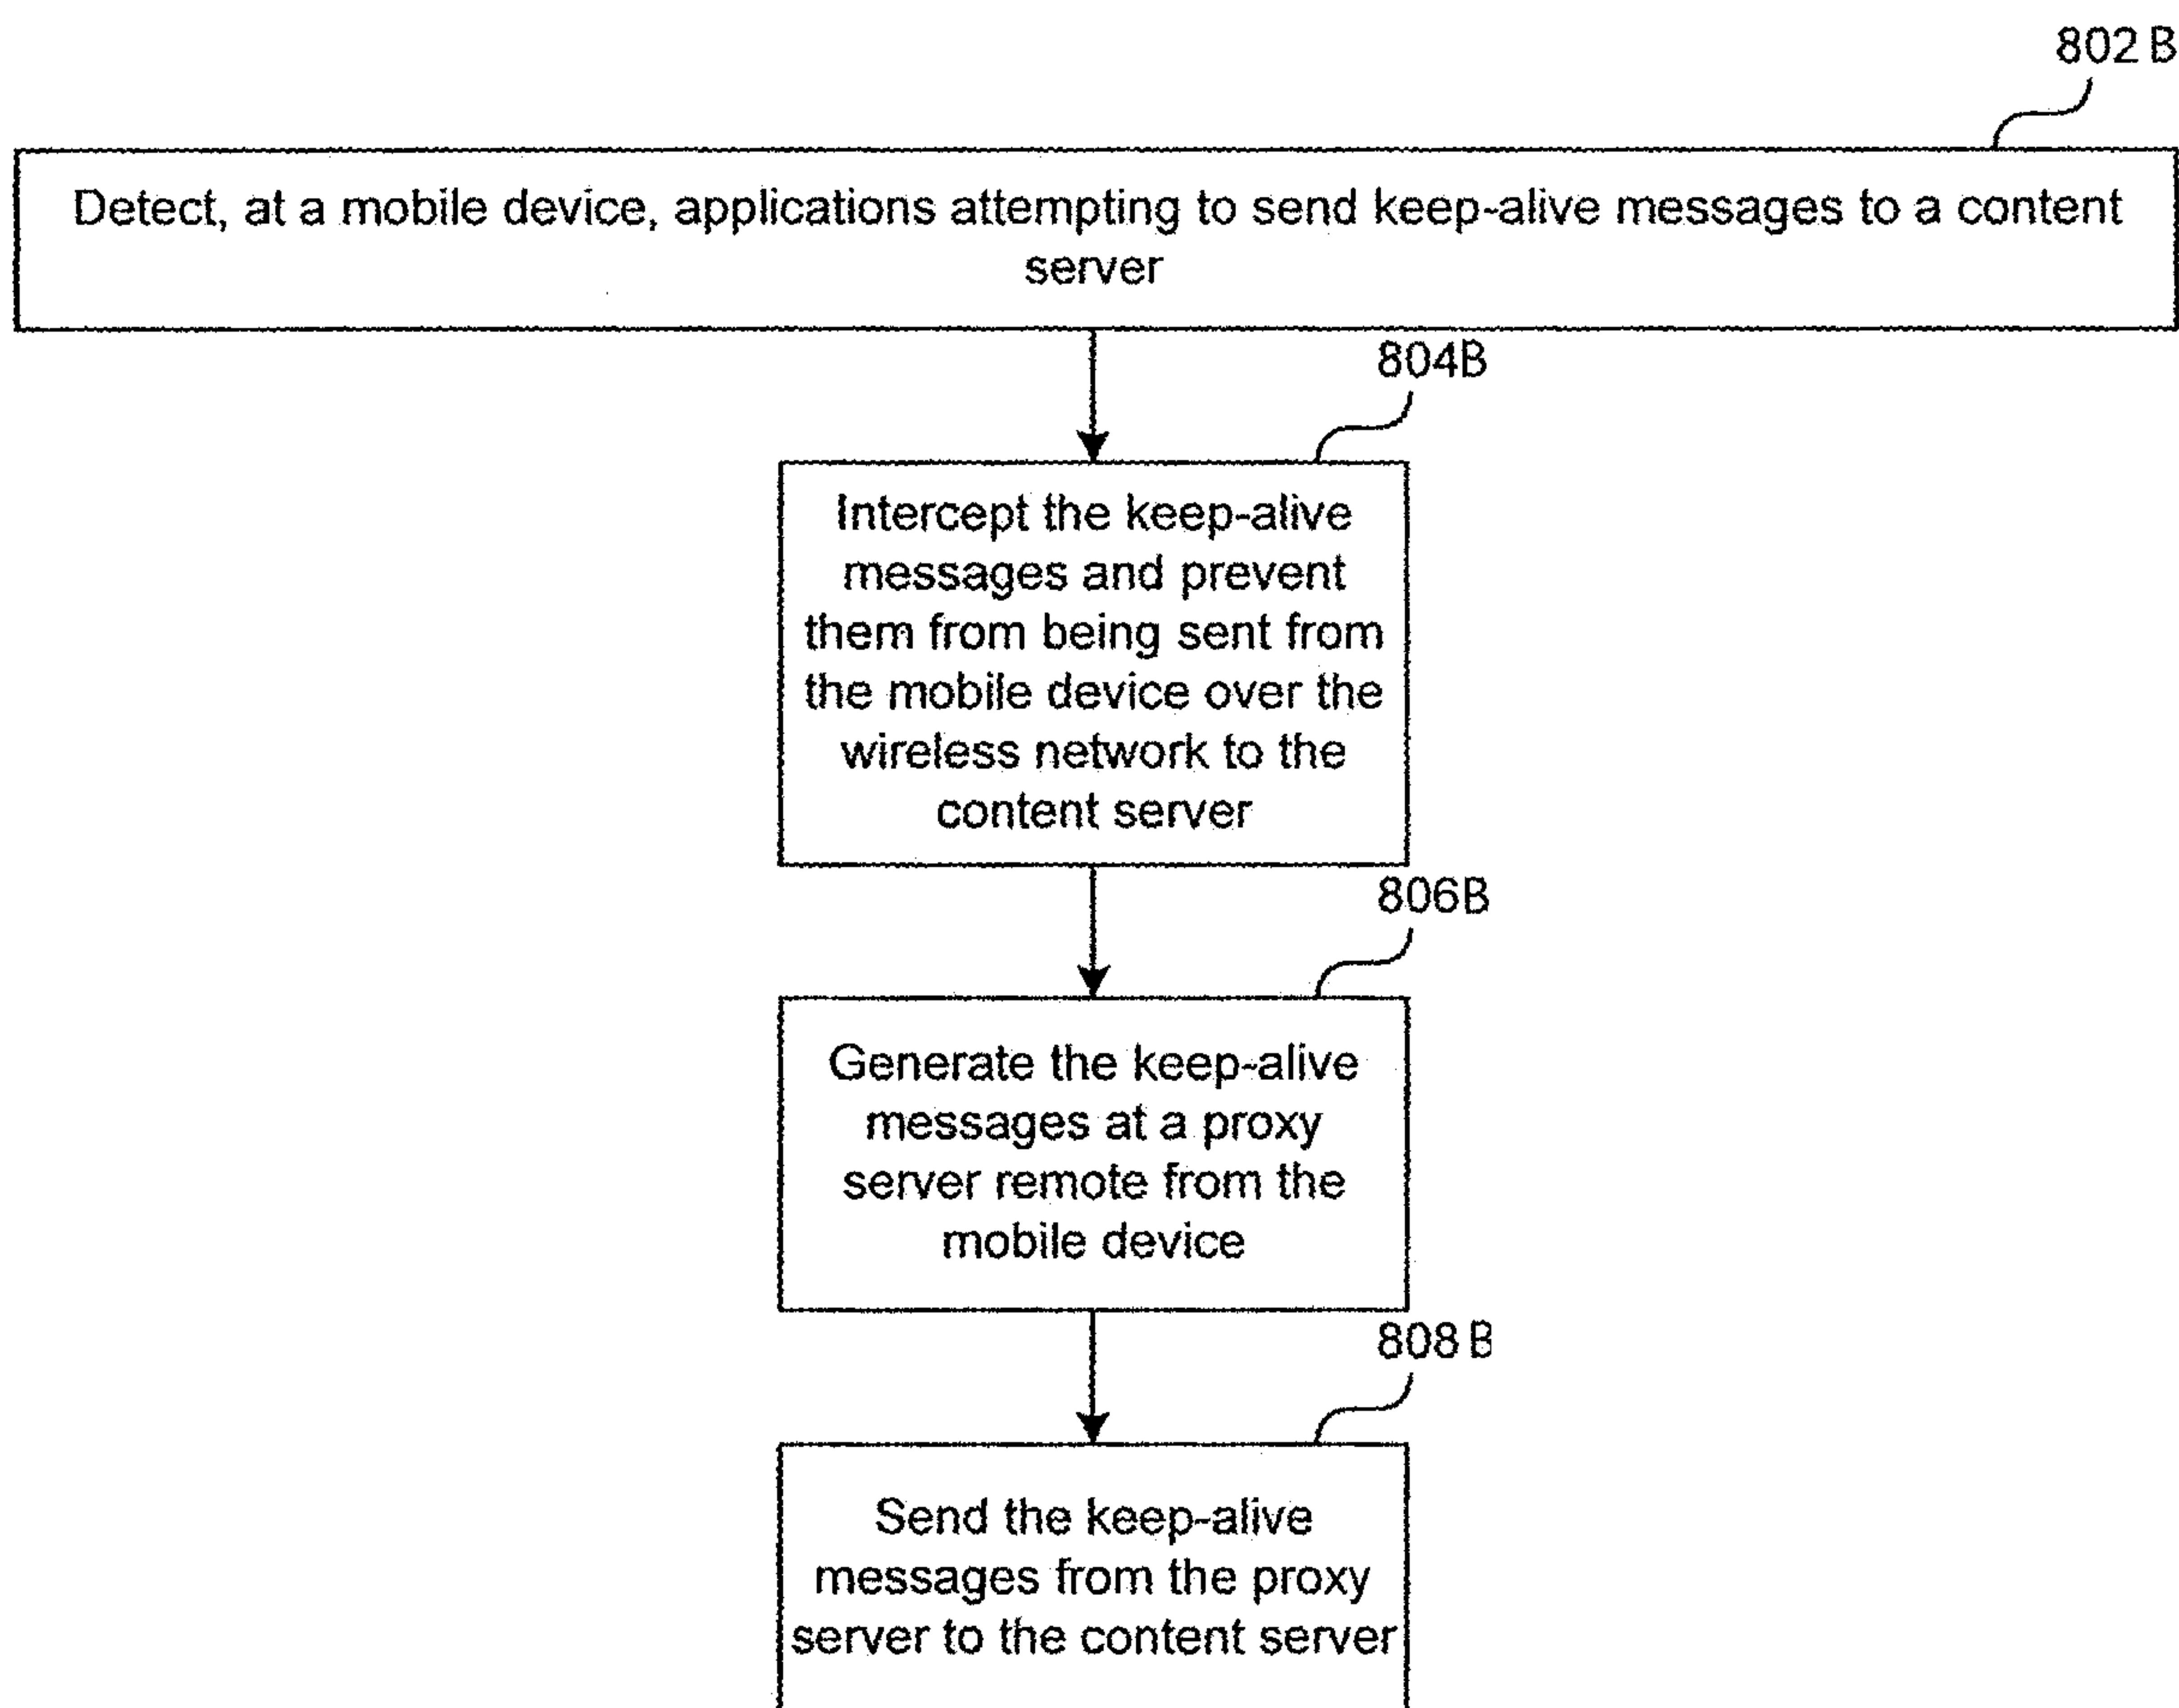 802 B
Detect, at a mobile device, applications attempting to send keep-alive messages to a content
server
804B
Intercept the keep-alive
messages and prevent
them from being sent from
the mobile device over the
wireless network to the
content server
806B
Generate the keep-alive
messages at a proxy
server remote from the
mobile device
808 B
Send the keep-alive
messages from the proxy
server to the content server